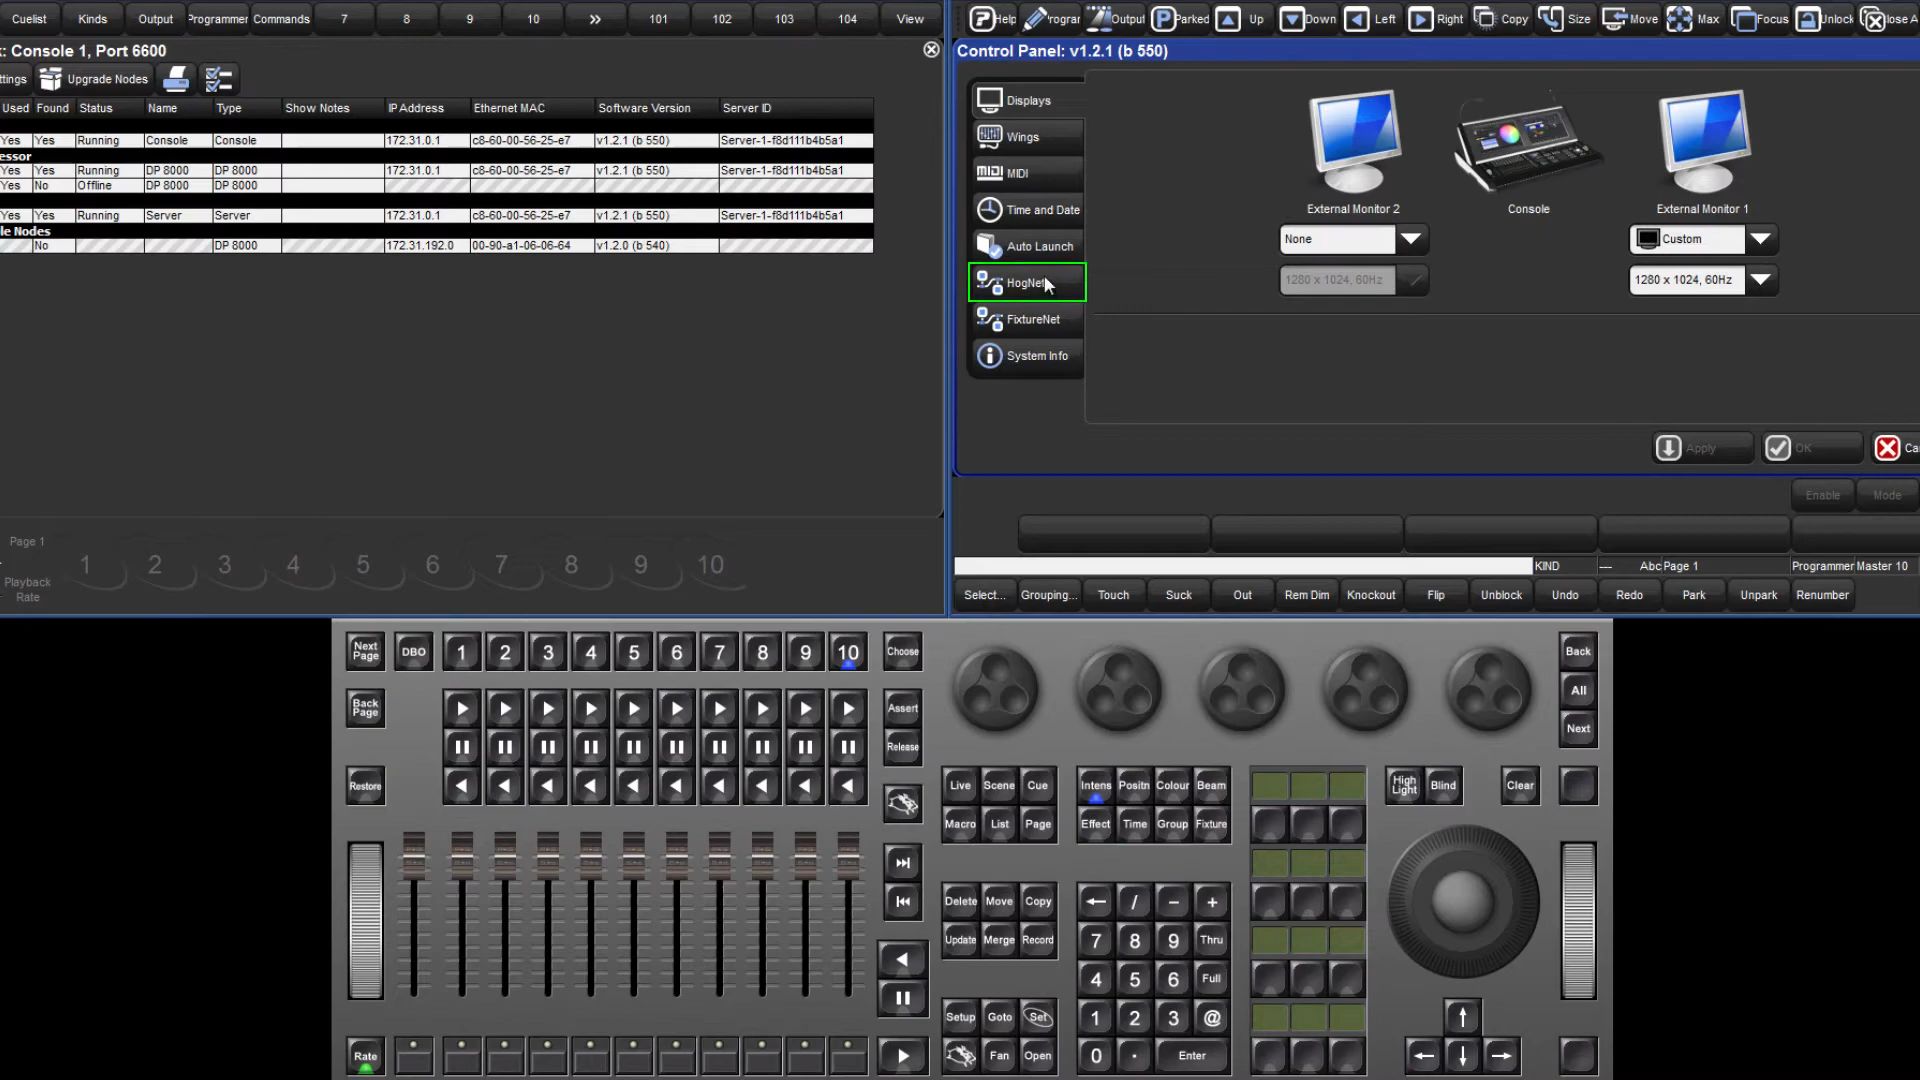 Cuelist Kinds Output Programmer Commands 7 8 9 10 » 101 102 103 104 View
Help Progra Output Parked Up Down Left Right Copy Size Move Max Focus Unlock lose A
: Console 1, Port 6600
ttings Upgrade Nodes
Used Found Status Name Type Show Notes IP Address Ethernet MAC Software Version Server ID
Yes Yes Running Console Console 172.31.0.1 c8-60-00-56-25-e7 v1.2.1 (b 550) Server-1-f8d111b4b5a1
essor
Yes Yes Running DP 8000 DP 8000 172.31.0.1 c8-60-00-56-25-e7 v1.2.1 (b 550) Server-1-f8d111b4b5a1
Yes No Offline DP 8000 DP 8000
Yes Yes Running Server Server 172.31.0.1 c8-60-00-56-25-e7 v1.2.1 (b 550) Server-1-f8d111b4b5a1
le Nodes
No DP 8000 172.31.192.0 00-90-a1-06-06-64 v1.2.0 (b 540)
Page 1
1 2 3 4 5 6 7 8 9 10
Playback
Rate
Control Panel: v1.2.1 (b 550)
Displays
Wings
MIDI MIDI
Time and Date
Auto Launch
HogNet
FixtureNet
System Info
External Monitor 2 Console External Monitor 1
None Custom
1280 x 1024, 60Hz 1280 x 1024, 60Hz
Apply OK Ca
Enable Mode
KIND --- Abc Page 1 Programmer Master 10
Select... Grouping... Touch Suck Out Rem Dim Knockout Flip Unblock Undo Redo Park Unpark Renumber
Next Page DBO 1 2 3 4 5 6 7 8 9 10 Choose
Back Page Assert
Release
Restore
Rate
Back
All
Next
Live Scene Cue Intens Positn Colour Beam High Light Blind Clear
Macro List Page Effect Time Group Fixture
Delete Move Copy ← / − +
Update Merge Record 7 8 9 Thru
4 5 6 Full
Setup Goto Set 1 2 3 @
Fan Open 0 . Enter